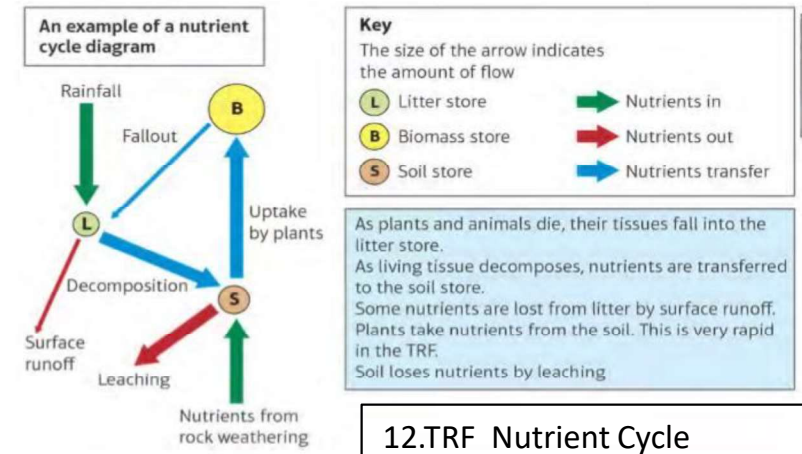 An example of a nutrient
cycle diagram
Rainfall
B
Fallout
L
Uptake
by plants
Decomposition
S
Surface
runoff
Leaching
Nutrients from
rock weathering
Key
The size of the arrow indicates
the amount of flow
L Litter store
Nutrients in
B Biomass store
Nutrients out
S Soil store
Nutrients transfer
As plants and animals die, their tissues fall into the
litter store.
As living tissue decomposes, nutrients are transferred
to the soil store.
Some nutrients are lost from litter by surface runoff.
Plants take nutrients from the soil. This is very rapid
in the TRF.
Soil loses nutrients by leaching
12.TRF Nutrient Cycle